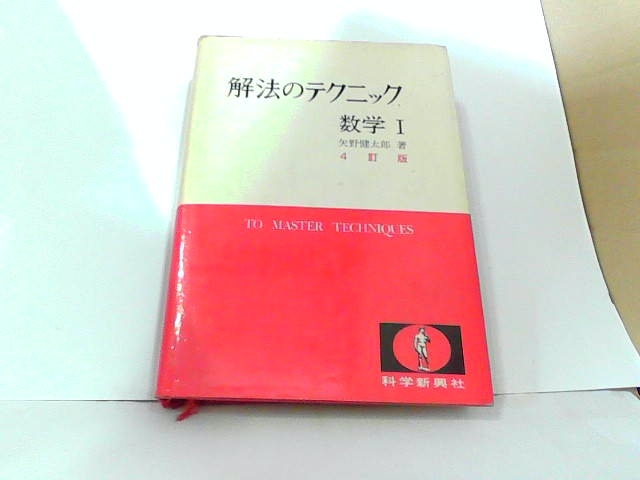 解法のテクニック
数学 I
矢野健太郎 著
4 訂 版
TO MASTER TECHNIQUES
科学新興社